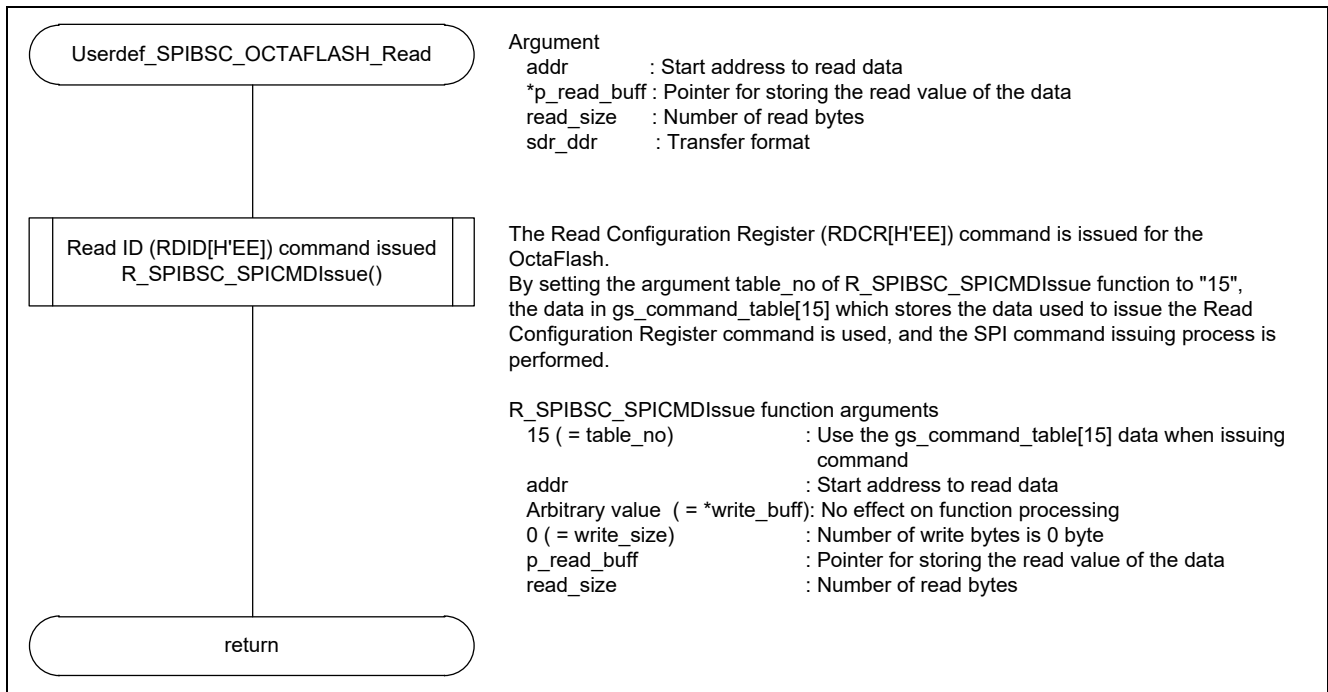 Userdef_SPIBSC_OCTAFLASH_Read
Argument
addr : Start address to read data
*p_read_buff : Pointer for storing the read value of the data
read_size : Number of read bytes
sdr_ddr : Transfer format
Read ID (RDID[H'EE]) command issued
R_SPIBSC_SPICMDIssue()
The Read Configuration Register (RDCR[H'EE]) command is issued for the
OctaFlash.
By setting the argument table_no of R_SPIBSC_SPICMDIssue function to "15",
the data in gs_command_table[15] which stores the data used to issue the Read
Configuration Register command is used, and the SPI command issuing process is
performed.
R_SPIBSC_SPICMDIssue function arguments
15 ( = table_no) : Use the gs_command_table[15] data when issuing
command
addr : Start address to read data
Arbitrary value ( = *write_buff): No effect on function processing
0 ( = write_size) : Number of write bytes is 0 byte
p_read_buff : Pointer for storing the read value of the data
read_size : Number of read bytes
return